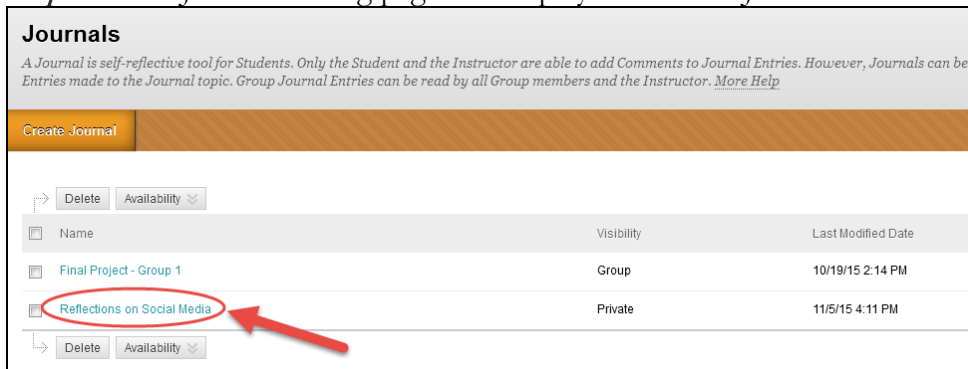 Journals
A Journal is self-reflective tool for Students. Only the Student and the Instructor are able to add Comments to Journal Entries. However, Journals can be
Entries made to the Journal topic. Group Journal Entries can be read by all Group members and the Instructor. More Help
Create Journal
Delete Availability
Name Visibility Last Modified Date
Final Project - Group 1 Group 10/19/15 2:14 PM
Reflections on Social Media Private 11/5/15 4:11 PM
Delete Availability